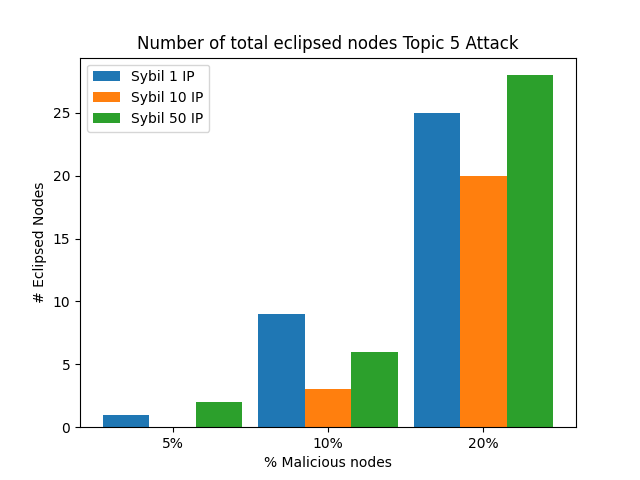 Number of total eclipsed nodes Topic 5 Attack
Sybil 1 IP
Sybil 10 IP
Sybil 50 IP
# Eclipsed Nodes
25
20
15
10
5
0
5%
10%
20%
% Malicious nodes